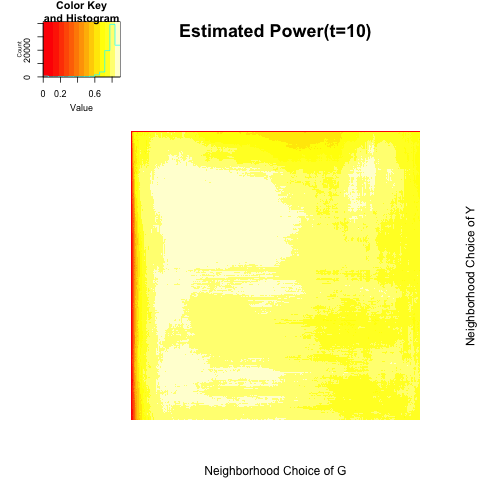 Color Key
and Histogram
Estimated Power(t=10)
Count
0 20000
0 0.2 0.6
Value
Neighborhood Choice of Y
Neighborhood Choice of G